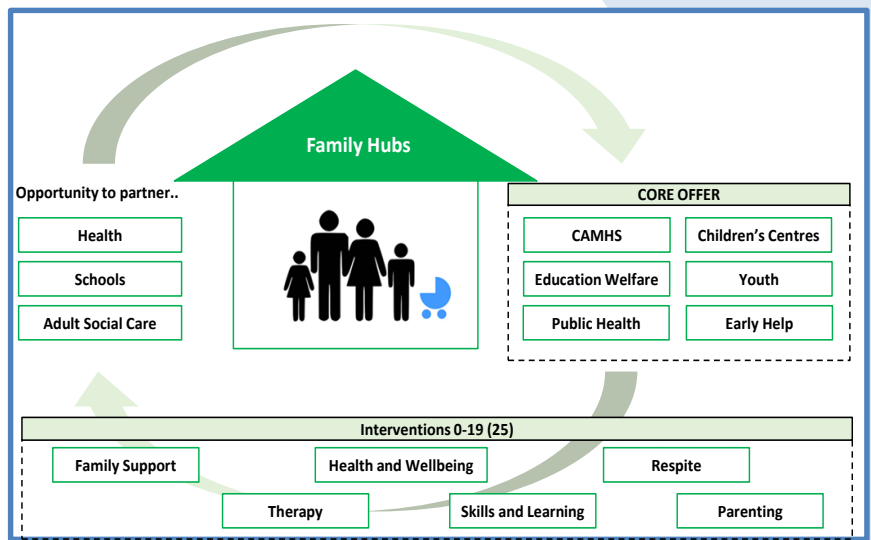 Family Hubs
Opportunity to partner..
Health
Schools
Adult Social Care
CORE OFFER
CAMHS
Children's Centres
Education Welfare
Youth
Public Health
Early Help
Interventions 0-19 (25)
Family Support
Health and Wellbeing
Respite
Therapy
Skills and Learning
Parenting